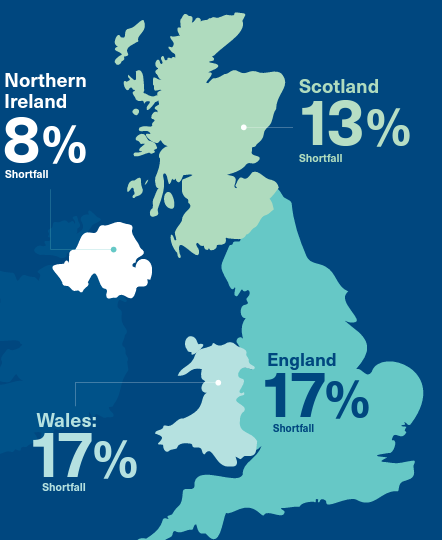 Northern
Ireland
8%
Shortfall
Scotland
13%
Shortfall
England
17%
Shortfall
Wales:
17%
Shortfall